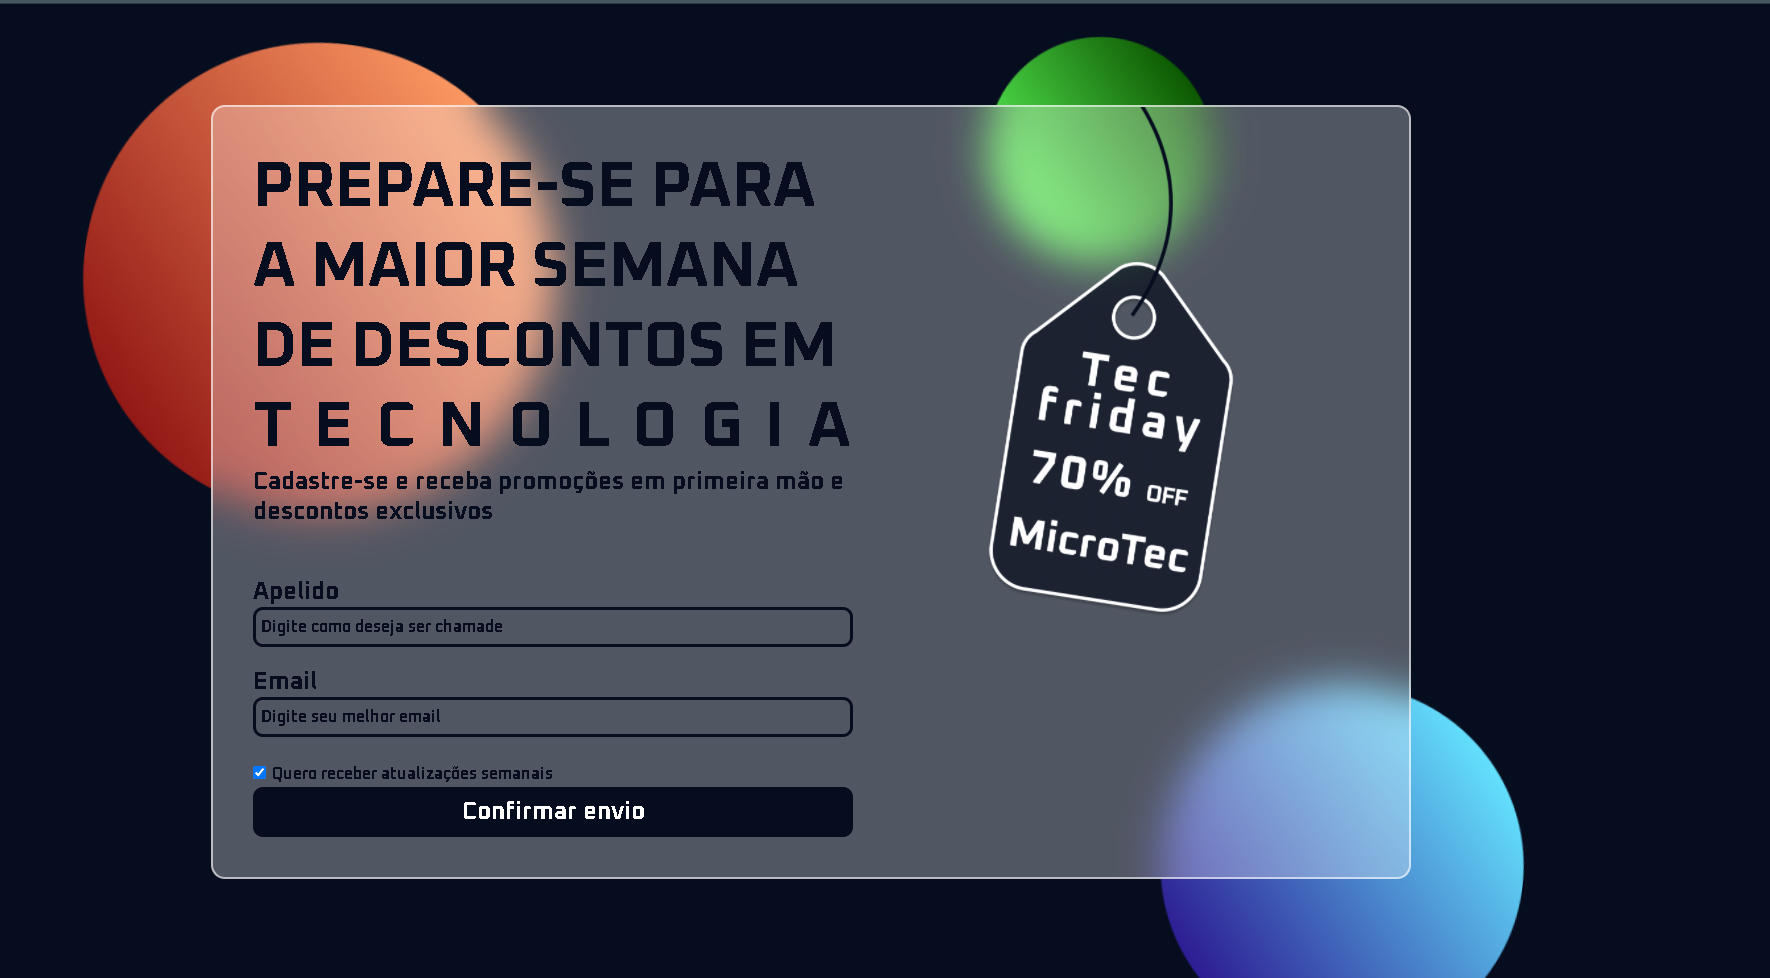 PREPARE-SE PARA
A MAIOR SEMANA
DE DESCONTOS EM
TECNOLOGIA
Cadastre-se e receba promoções em primeira mão e
descontos exclusivos
Apelido
Digite como deseja ser chamade
Email
Digite seu melhor email
Quero receber atualizações semanais
Confirmar envio
Tec
friday
70% OFF
MicroTec